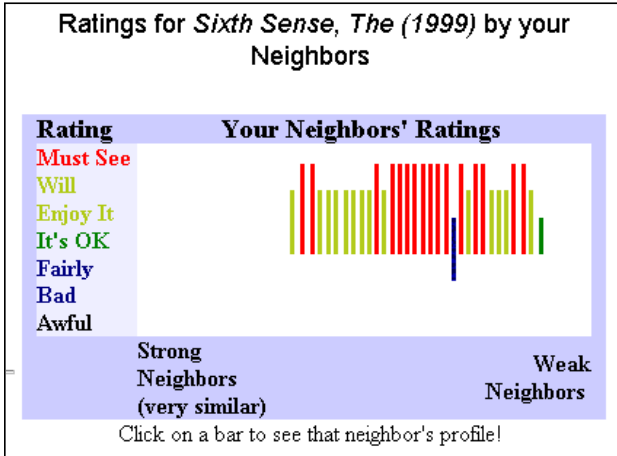 Ratings for Sixth Sense, The (1999) by your
Neighbors
Rating Your Neighbors' Ratings
Must See
Will
Enjoy It
It's OK
Fairly
Bad
Awful
Strong
Neighbors
(very similar)
Weak
Neighbors
Click on a bar to see that neighbor's profile!